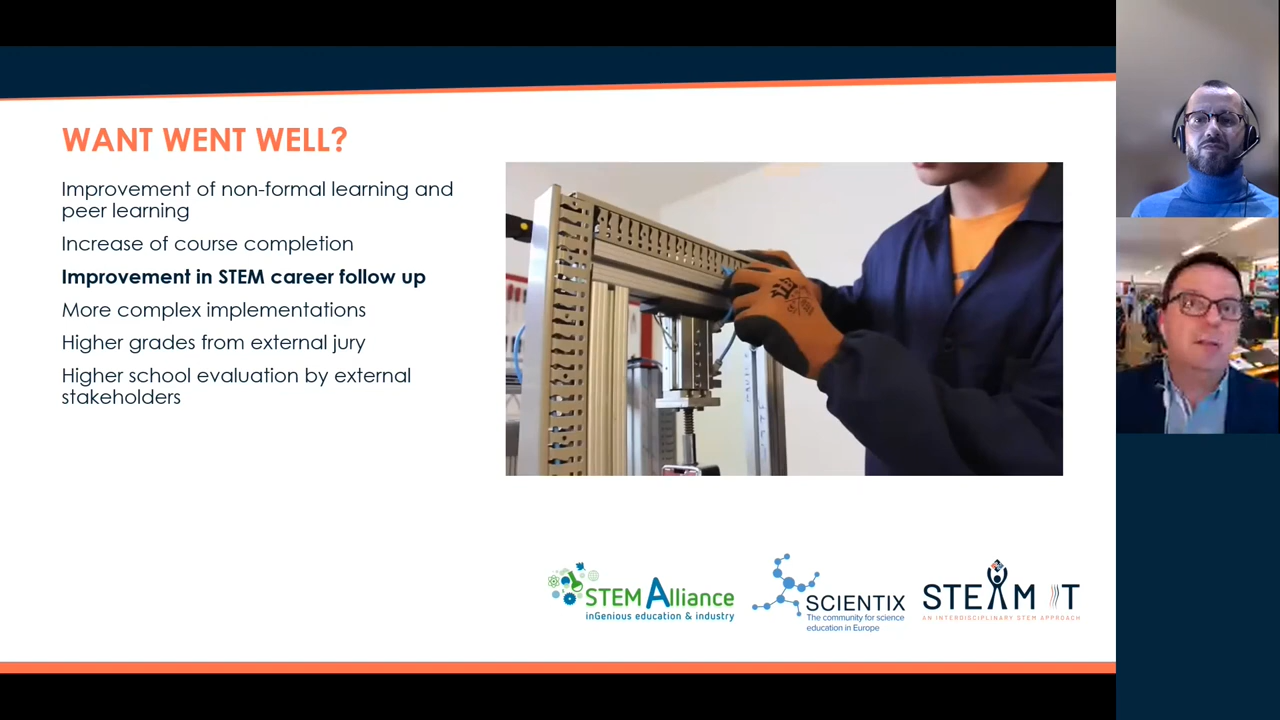 WANT WENT WELL?
Improvement of non-formal learning and
peer learning
Increase of course completion
Improvement in STEM career follow up
More complex implementations
Higher grades from external jury
Higher school evaluation by external
stakeholders
STEM Alliance
inGenious education & industry
SCIENTIX
The community for science
education in Europe
STEAM IT
AN INTERDISCIPLINARY STEM APPROACH